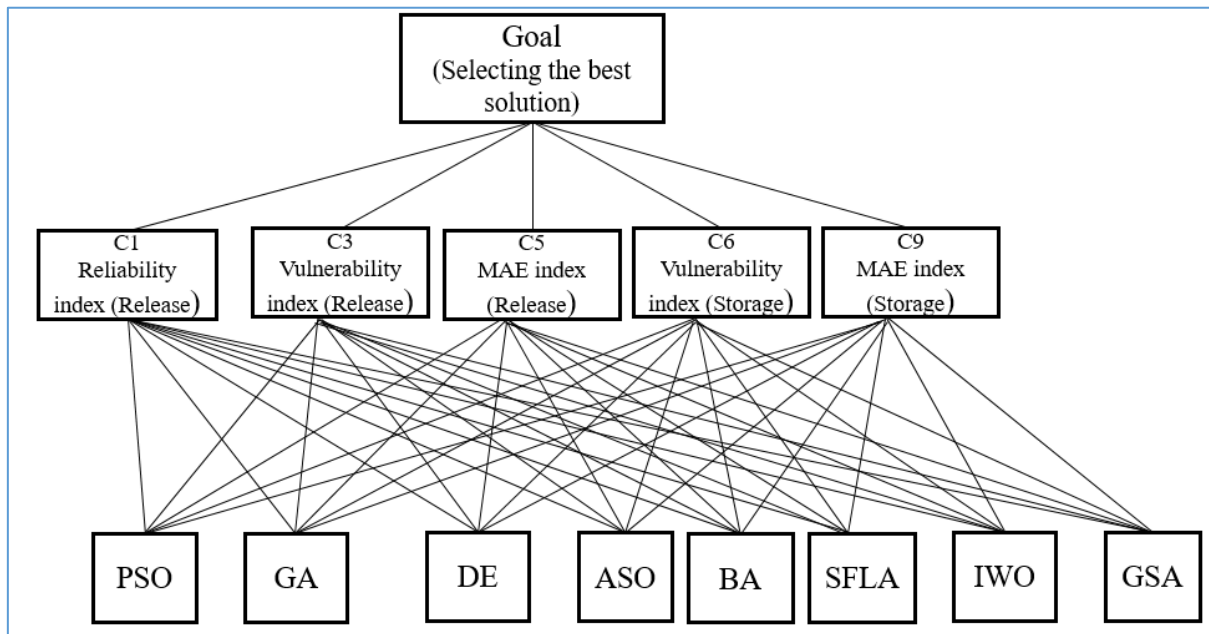 Goal
(Selecting the best
solution)
C1
Reliability
index (Release)
C3
Vulnerability
index (Release)
C5
MAE index
(Release)
C6
Vulnerability
index (Storage)
C9
MAE index
(Storage)
PSO
GA
DE
ASO
BA
SFLA
IWO
GSA